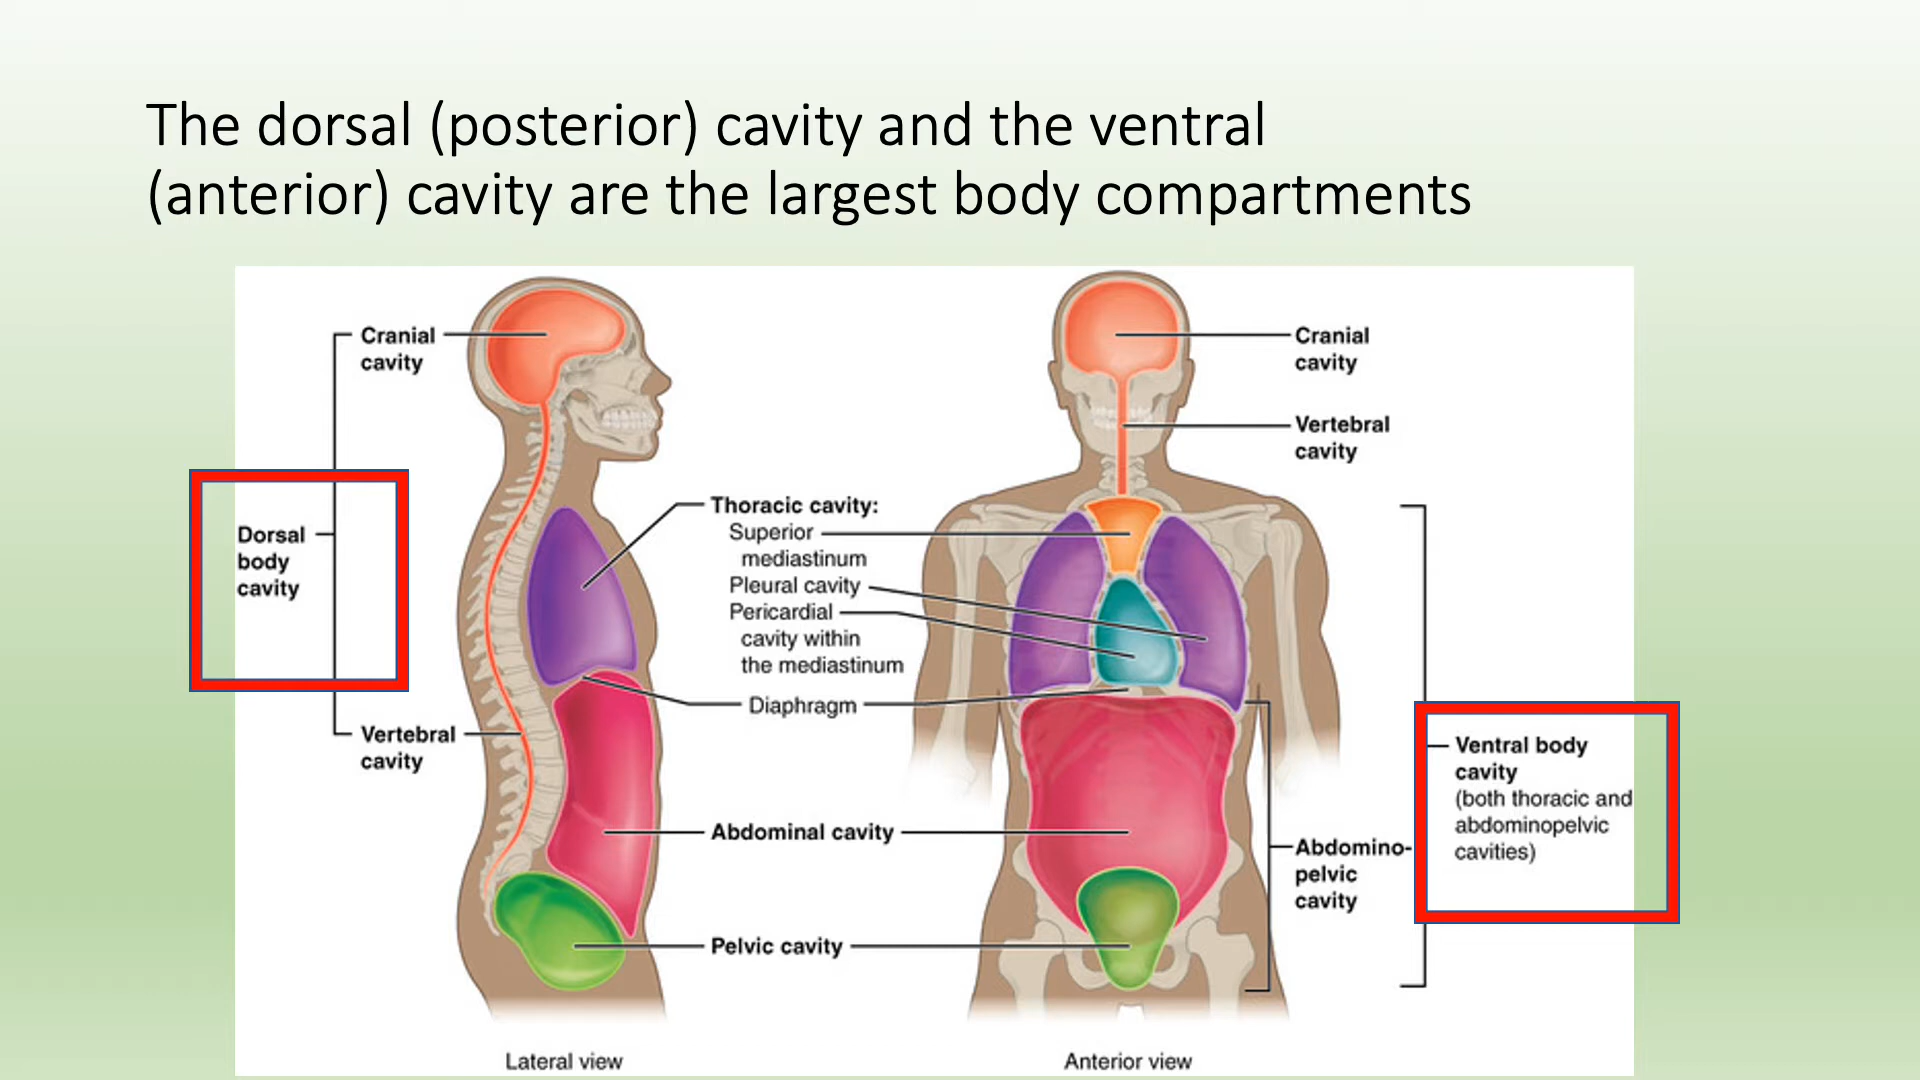 The dorsal (posterior) cavity and the ventral
(anterior) cavity are the largest body compartments
Cranial
cavity
Dorsal
body
cavity
Vertebral
cavity
Thoracic cavity:
Superior
mediastinum
Pleural cavity
Pericardial
cavity within
the mediastinum
Diaphragm
Abdominal cavity
Pelvic cavity
Cranial
cavity
Vertebral
cavity
Abdomino-
pelvic
cavity
Ventral body
cavity
(both thoracic and
abdominopelvic
cavities)
Lateral view
Anterior view